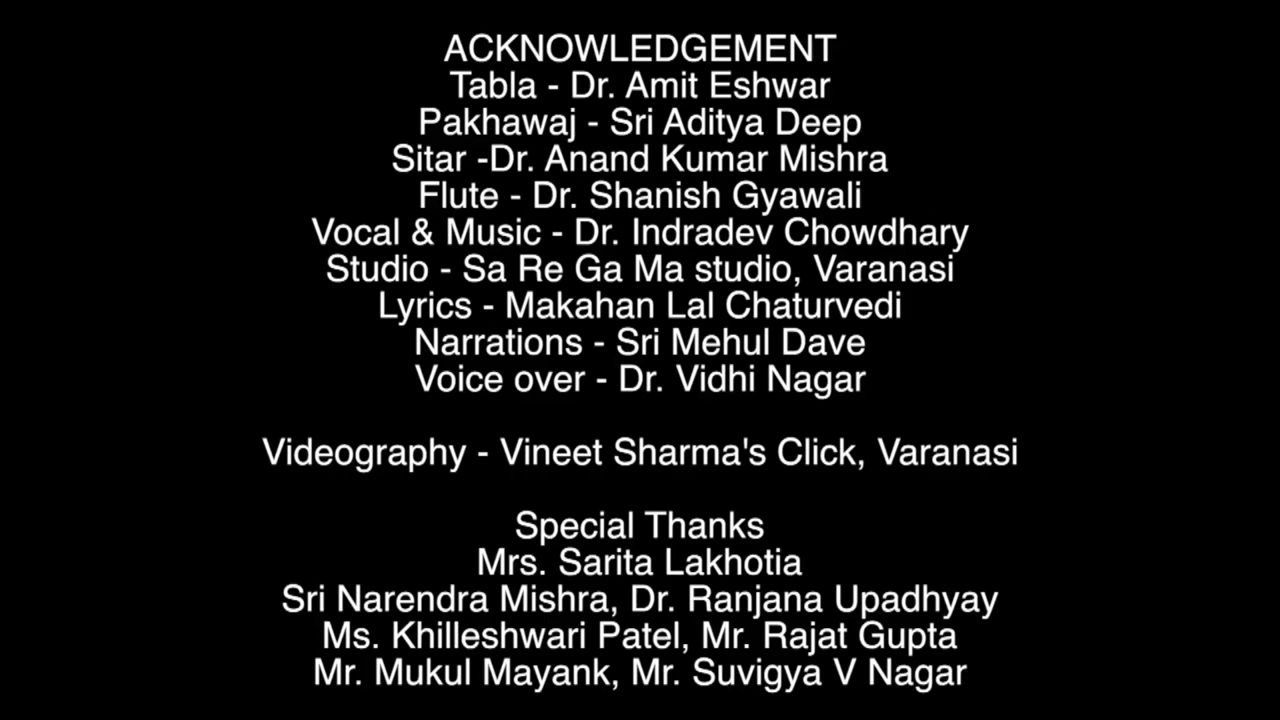 ACKNOWLEDGEMENT
Tabla - Dr. Amit Eshwar
Pakhawaj - Sri Aditya Deep
Sitar -Dr. Anand Kumar Mishra
Flute - Dr. Shanish Gyawali
Vocal & Music - Dr. Indradev Chowdhary
Studio - Sa Re Ga Ma studio, Varanasi
Lyrics - Makahan Lal Chaturvedi
Narrations - Sri Mehul Dave
Voice over - Dr. Vidhi Nagar
Videography - Vineet Sharma's Click, Varanasi
Special Thanks
Mrs. Sarita Lakhotia
Sri Narendra Mishra, Dr. Ranjana Upadhyay
Ms. Khilleshwari Patel, Mr. Rajat Gupta
Mr. Mukul Mayank, Mr. Suvigya V Nagar